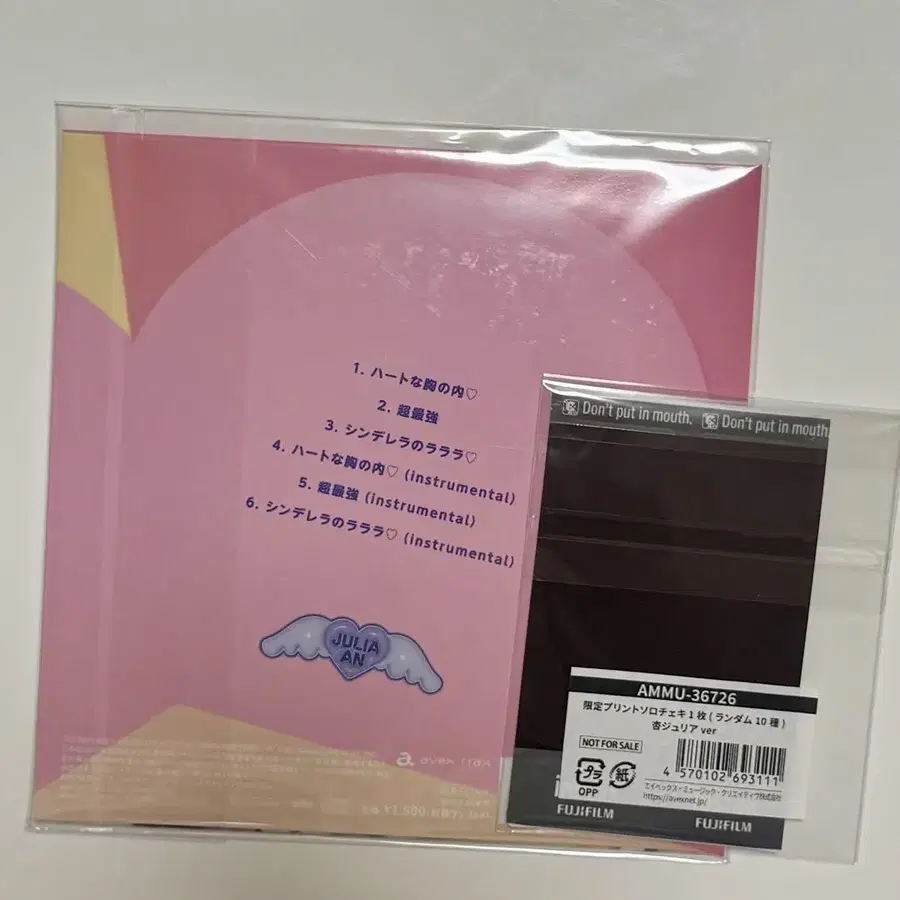 1. ハートな胸の内♡
2. 超最強
3. シンデレラのラララ♡
4. ハートな胸の内♡ (instrumental)
5. 超最強 (instrumental)
6. シンデレラのラララ♡ (instrumental)
JULIA
AN
avex trax
Don't put in mouth. Don't put in mouth.
AMMU-36726
限定プリントソロチェキ1枚(ランダム10種)
杏ジュリア ver
NOT FOR SALE
プラ 紙
OPP
4 570102 693111
エイベックス・ミュージック・クリエイティヴ株式会社
https://avexnet.jp/
FUJIFILM FUJIFILM